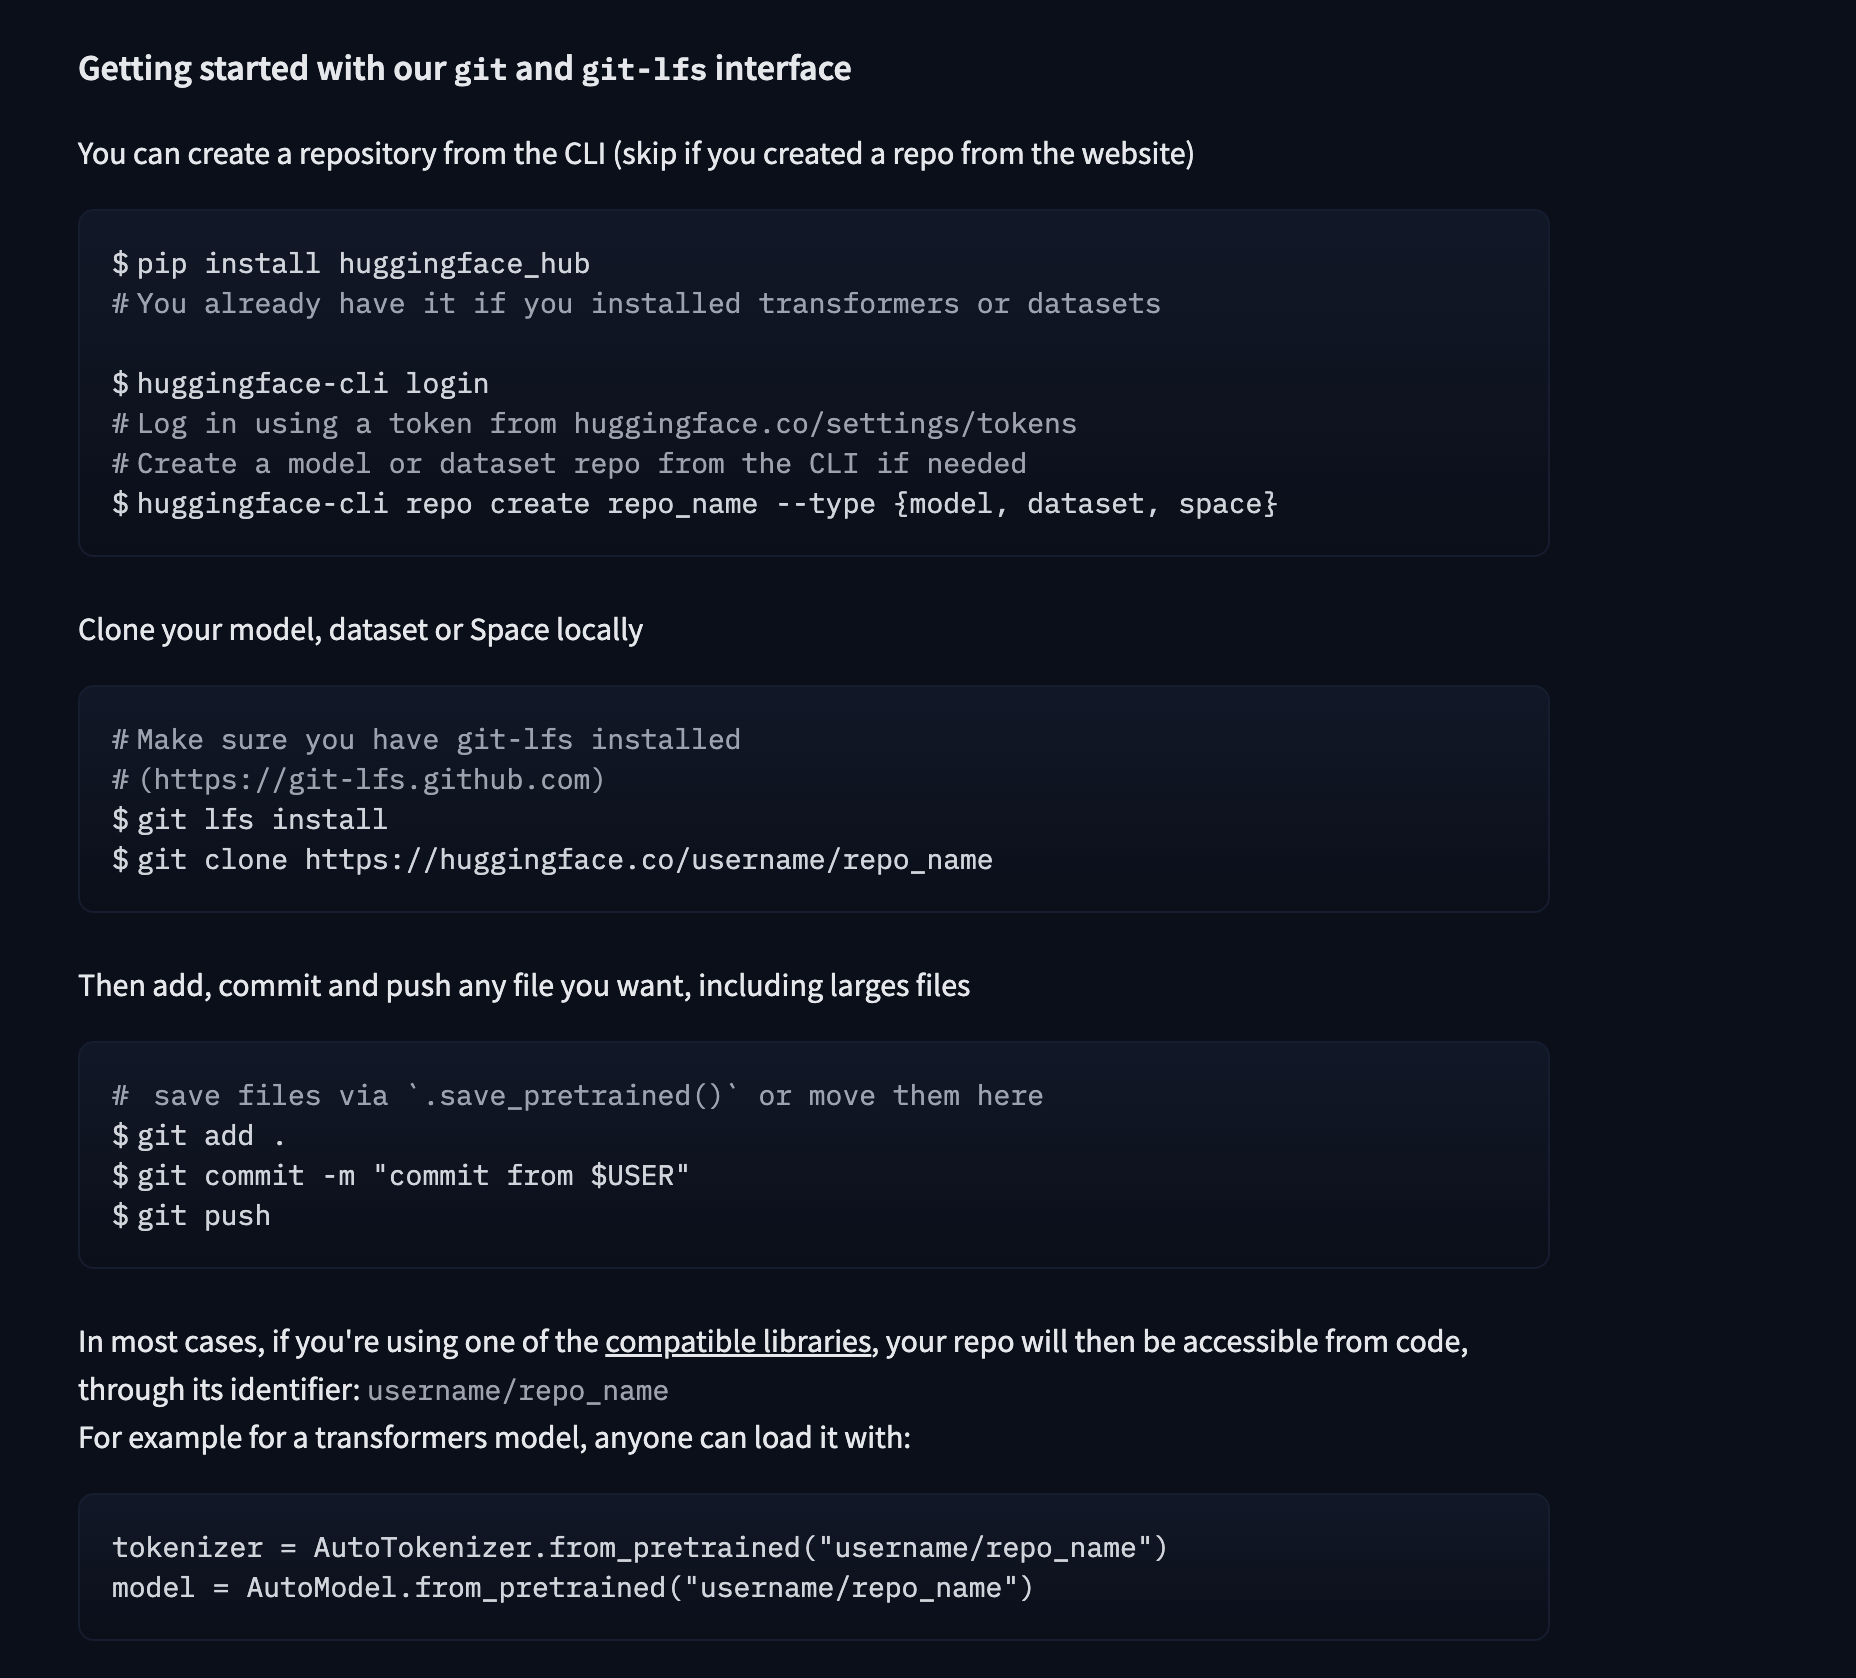 Getting started with our git and git-lfs interface
You can create a repository from the CLI (skip if you created a repo from the website)
$ pip install huggingface_hub
# You already have it if you installed transformers or datasets
$ huggingface-cli login
# Log in using a token from huggingface.co/settings/tokens
# Create a model or dataset repo from the CLI if needed
$ huggingface-cli repo create repo_name --type {model, dataset, space}
Clone your model, dataset or Space locally
# Make sure you have git-lfs installed
# (https://git-lfs.github.com)
$ git lfs install
$ git clone https://huggingface.co/username/repo_name
Then add, commit and push any file you want, including larges files
# save files via `.save_pretrained()` or move them here
$ git add .
$ git commit -m "commit from $USER"
$ git push
In most cases, if you're using one of the compatible libraries, your repo will then be accessible from code,
through its identifier: username/repo_name
For example for a transformers model, anyone can load it with:
tokenizer = AutoTokenizer.from_pretrained("username/repo_name")
model = AutoModel.from_pretrained("username/repo_name")